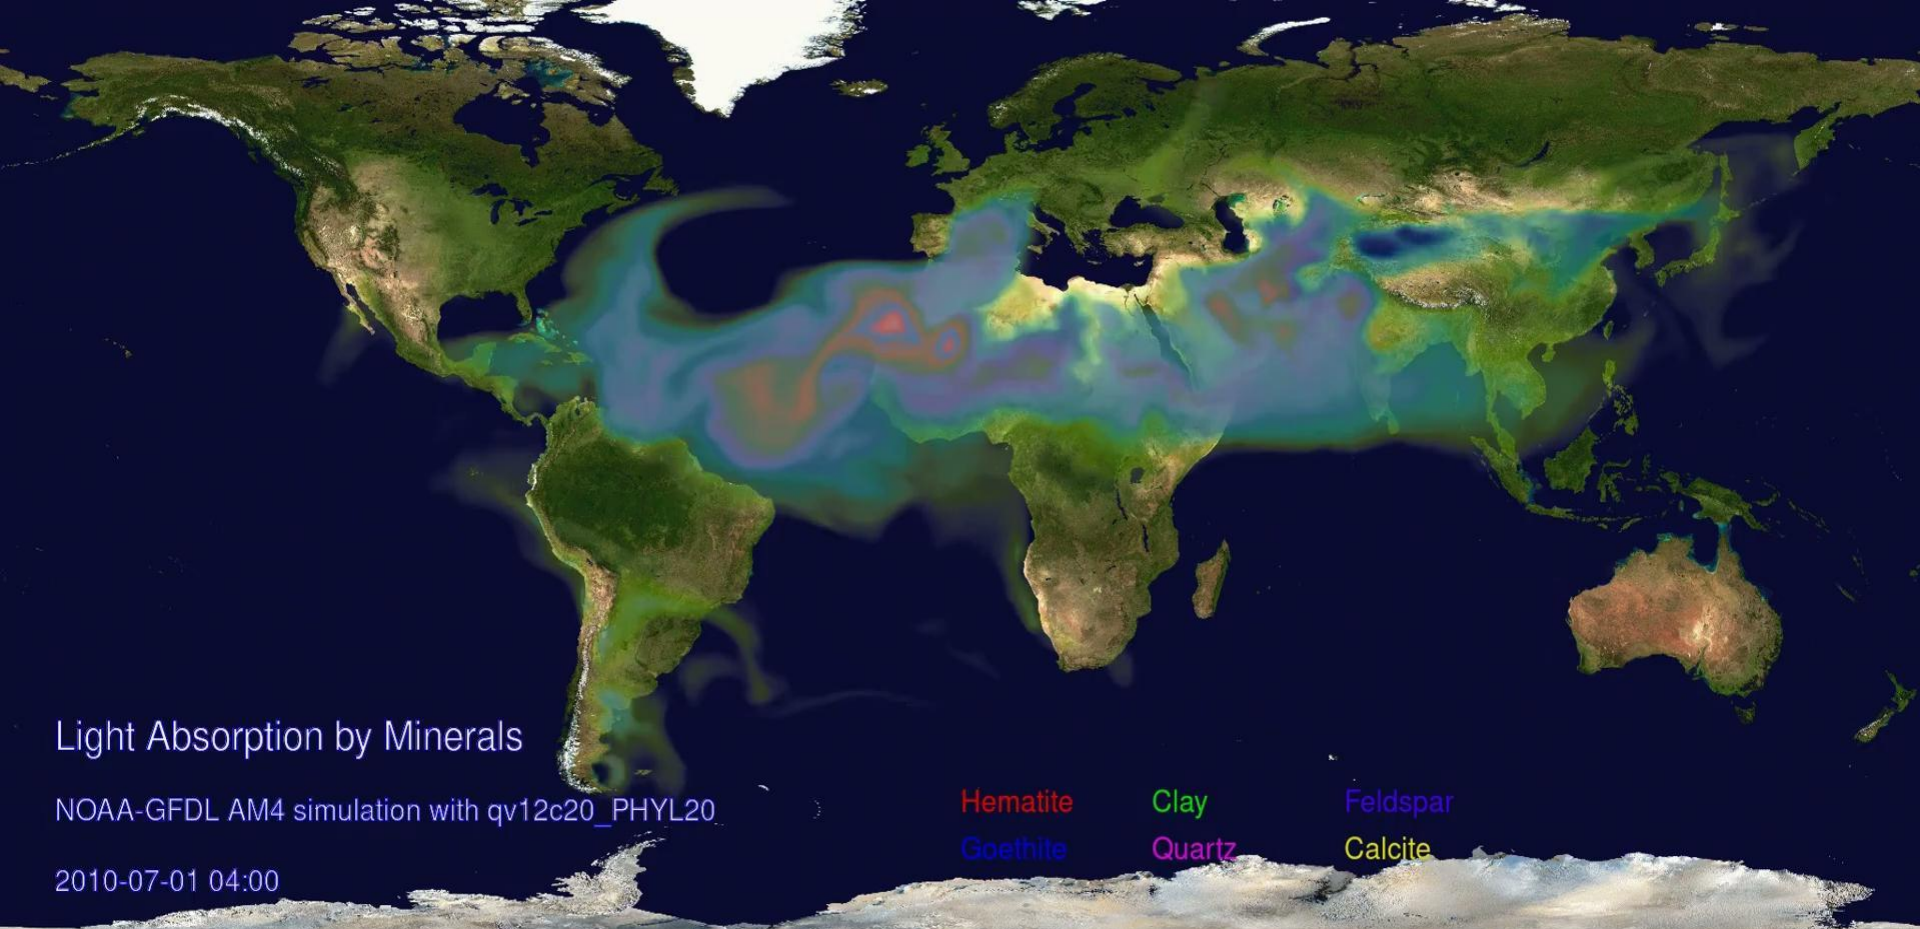 Light Absorption by Minerals
NOAA-GFDL AM4 simulation with qv12c20_PHYL20
2010-07-01 04:00
Hematite Clay Feldspar
Goethite Quartz Calcite